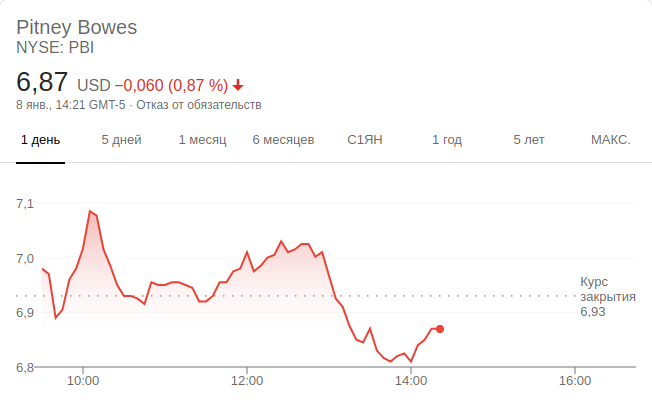 Pitney Bowes
NYSE: PBI
6,87 USD −0,060 (0,87 %)
8 янв., 14:21 GMT-5 · Отказ от обязательств
1 день 5 дней 1 месяц 6 месяцев С1ЯН 1 год 5 лет МАКС.
7,1
7,0
Курс
закрытия
6,93
6,9
6,8
10:00 12:00 14:00 16:00